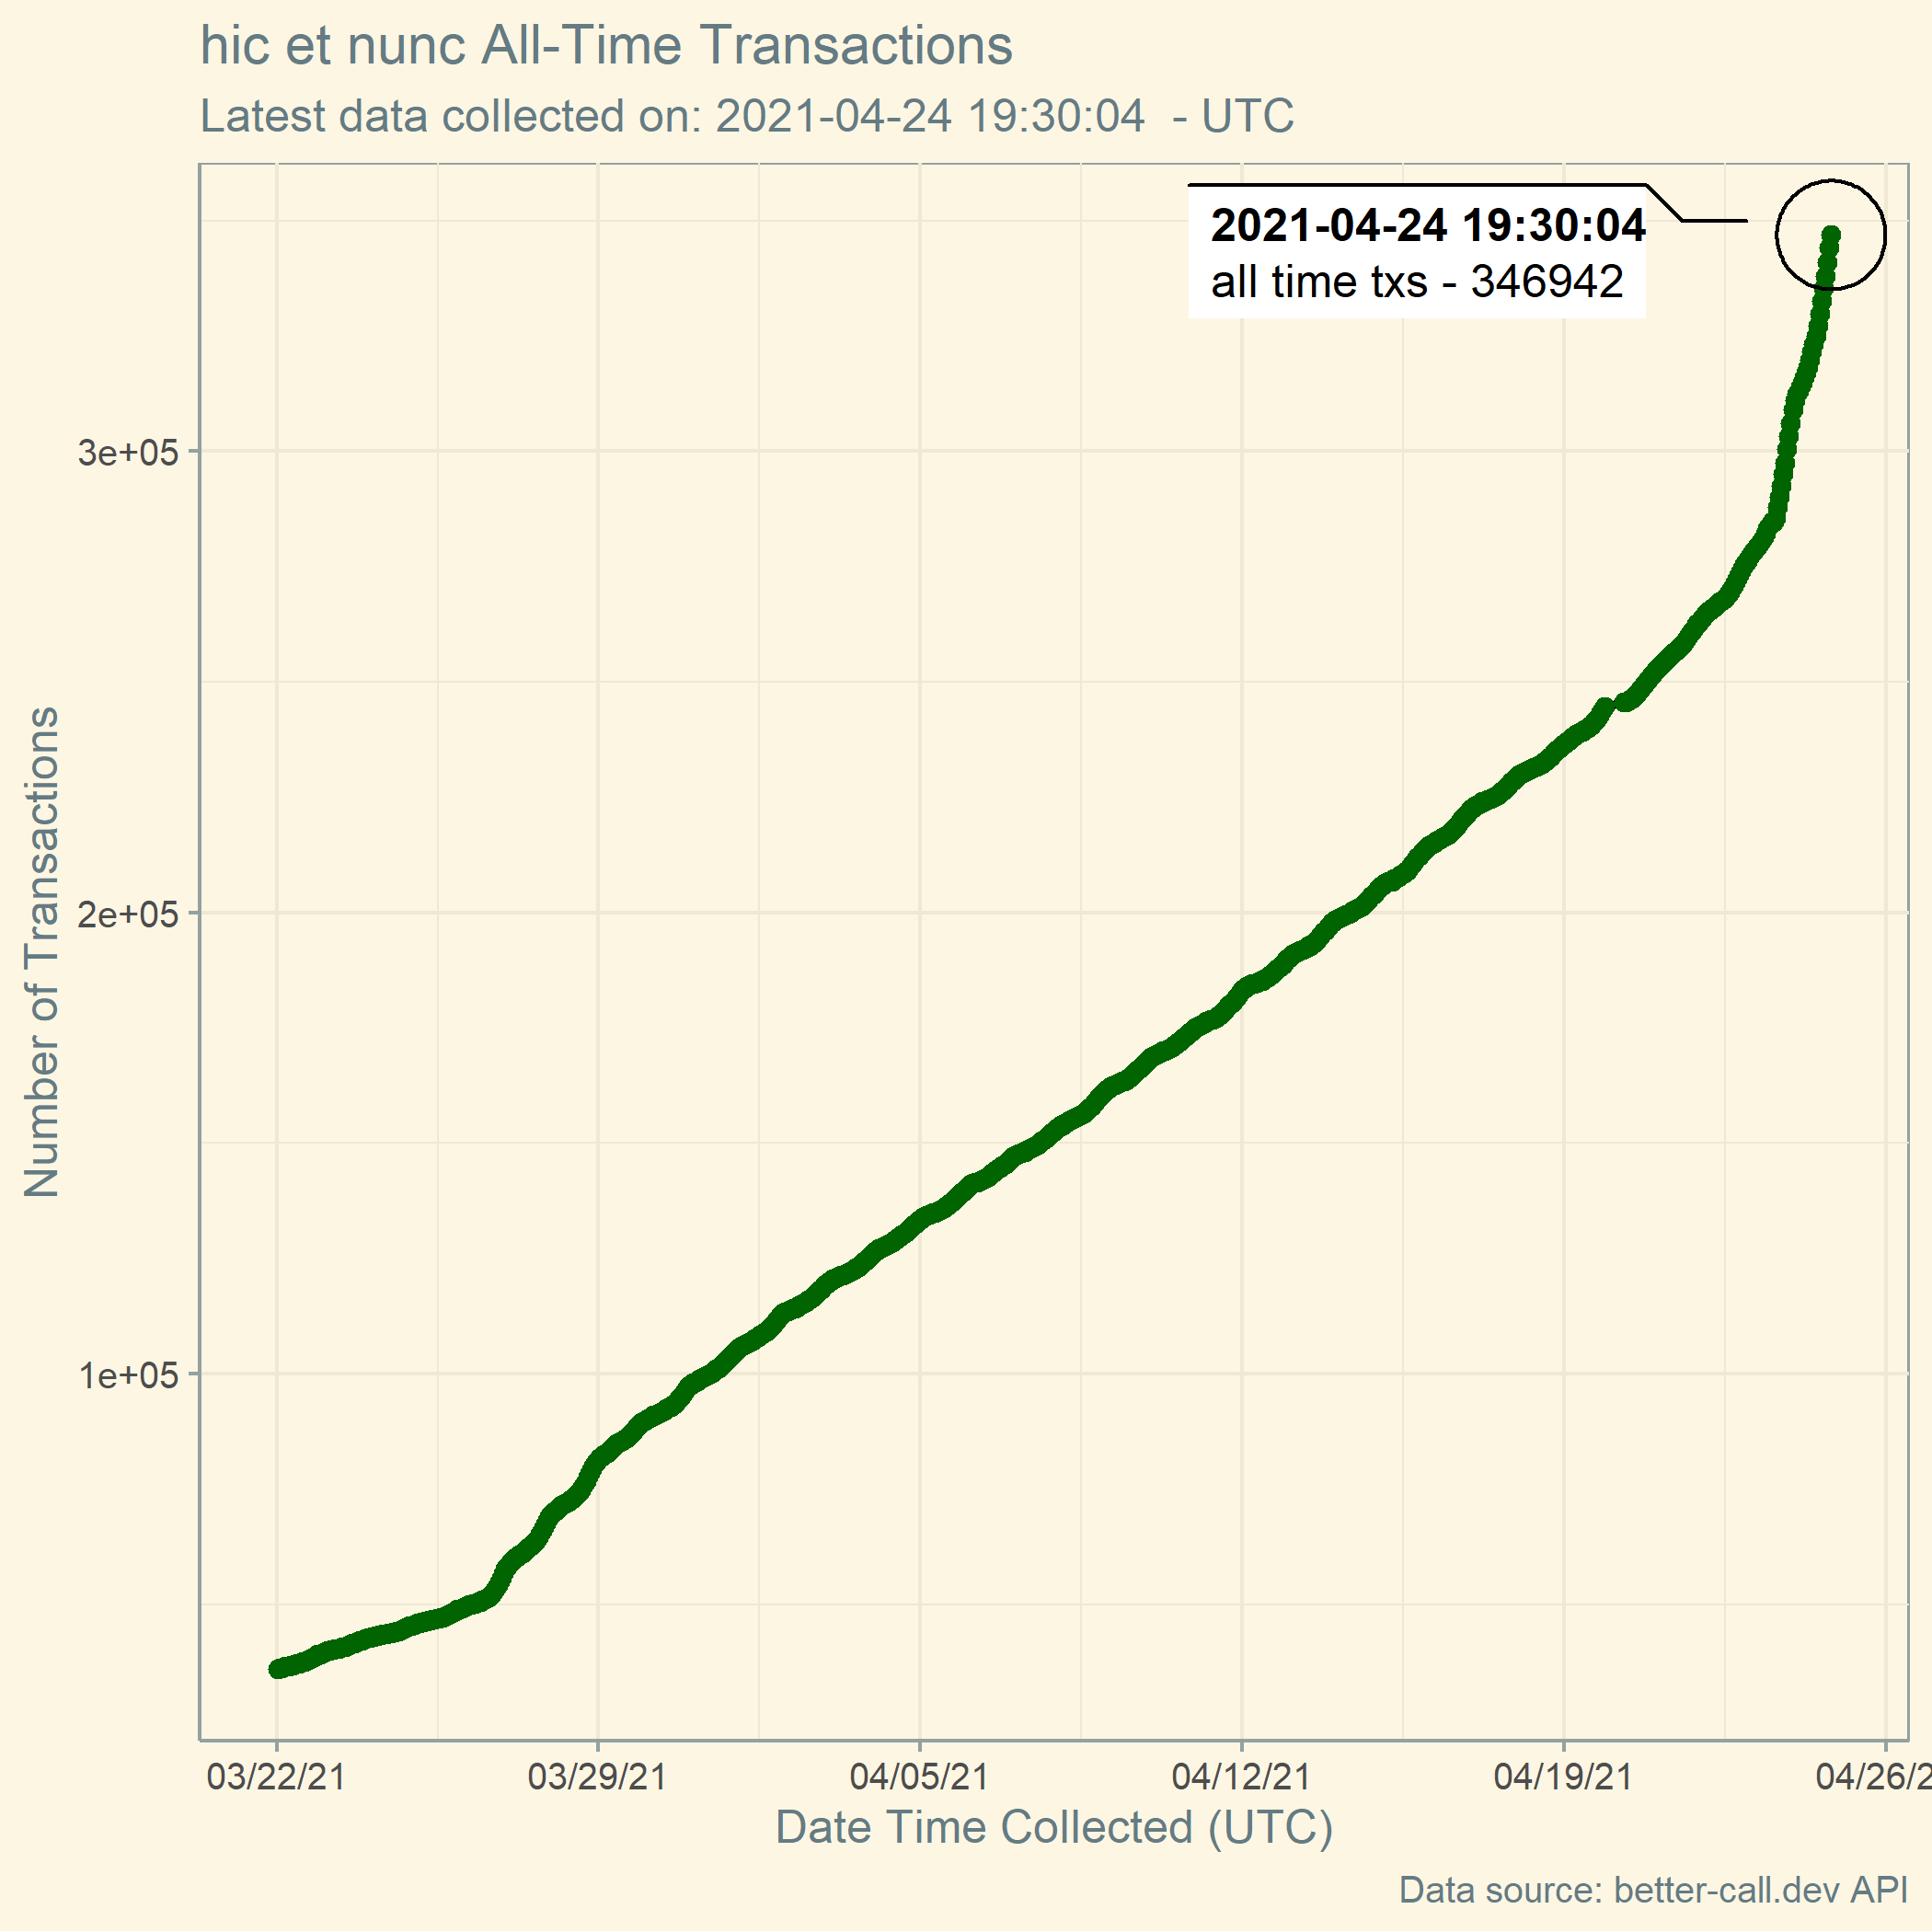 hic et nunc All-Time Transactions
Latest data collected on: 2021-04-24 19:30:04  - UTC
2021-04-24 19:30:04
all time txs - 346942
Number of Transactions
3e+05
2e+05
1e+05
03/22/21 03/29/21 04/05/21 04/12/21 04/19/21 04/26/2
Date Time Collected (UTC)
Data source: better-call.dev API